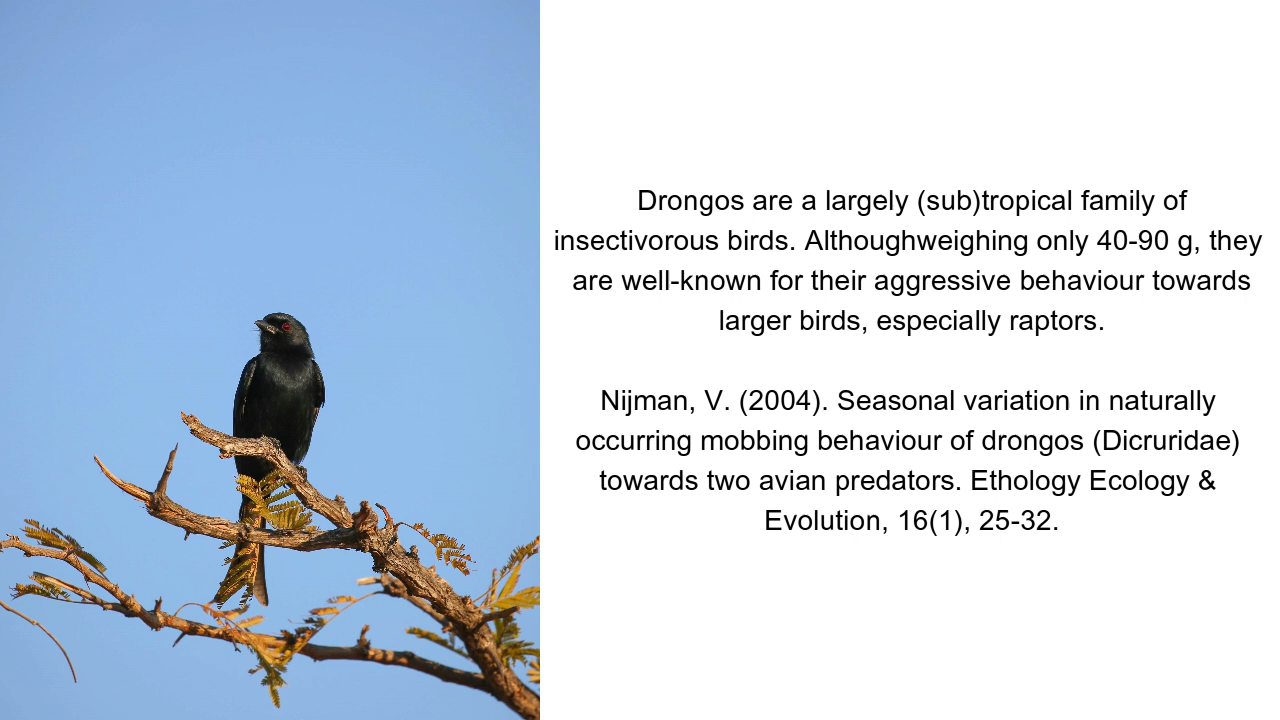 Drongos are a largely (sub)tropical family of
insectivorous birds. Althoughweighing only 40-90 g, they
are well-known for their aggressive behaviour towards
larger birds, especially raptors.
Nijman, V. (2004). Seasonal variation in naturally
occurring mobbing behaviour of drongos (Dicruridae)
towards two avian predators. Ethology Ecology &
Evolution, 16(1), 25-32.